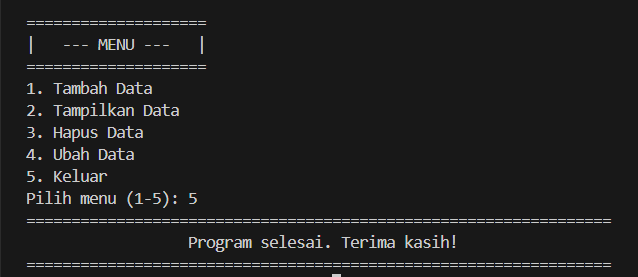 ====================
|   --- MENU ---   |
====================
1. Tambah Data
2. Tampilkan Data
3. Hapus Data
4. Ubah Data
5. Keluar
Pilih menu (1-5): 5
=================================================================
                  Program selesai. Terima kasih!
=================================================================